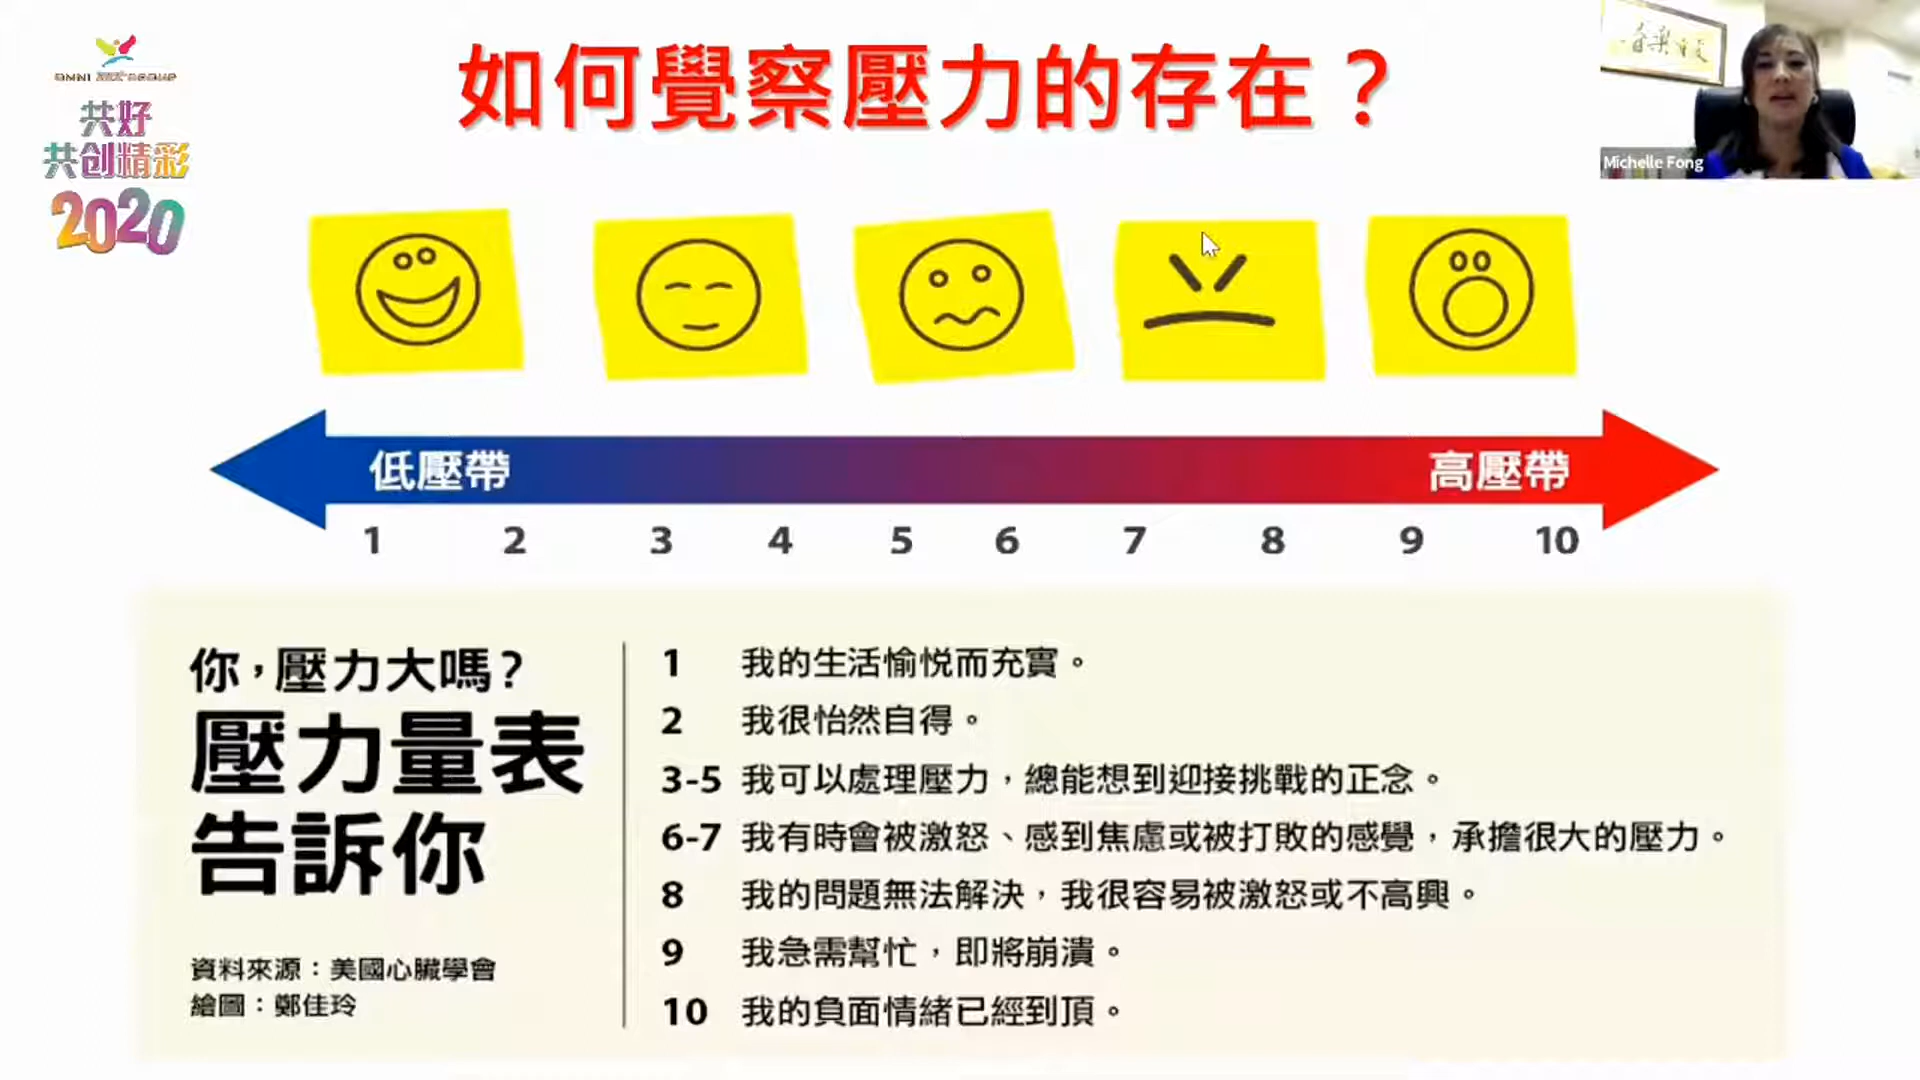 如何覺察壓力的存在？
共好
共创精彩
2020
Michelle Fong
低壓帶
高壓帶
1 2 3 4 5 6 7 8 9 10
你，壓力大嗎？
壓力量表
告訴你
資料來源：美國心臟學會
繪圖：鄭佳玲
1 我的生活愉悅而充實。
2 我很怡然自得。
3-5 我可以處理壓力，總能想到迎接挑戰的正念。
6-7 我有時會被激怒、感到焦慮或被打敗的感覺，承擔很大的壓力。
8 我的問題無法解決，我很容易被激怒或不高興。
9 我急需幫忙，即將崩潰。
10 我的負面情緒已經到頂。